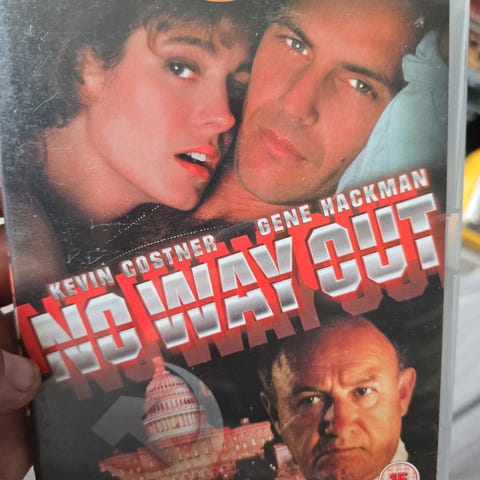 KEVIN COSTNER GENE HACKMAN
NO WAY OUT
15